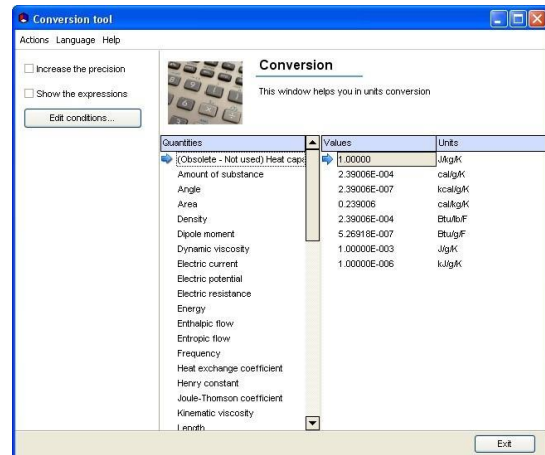 Conversion tool
Actions Language Help
Increase the precision
Show the expressions
Edit conditions...
Conversion
This window helps you in units conversion
Quantities Values Units
(Obsolete - Not used) Heat capa 1.00000 J/kg/K
Amount of substance 2.39006E-004 cal/g/K
Angle 2.39006E-007 kcal/g/K
Area 0.239006 cal/kg/K
Density 2.39006E-004 Btu/lb/F
Dipole moment 5.26918E-007 Btu/g/F
Dynamic viscosity 1.00000E-003 J/g/K
Electric current 1.00000E-006 kJ/g/K
Electric potential
Electric resistance
Energy
Enthalpic flow
Entropic flow
Frequency
Heat exchange coefficient
Henry constant
Joule-Thomson coefficient
Kinematic viscosity
Length
Exit